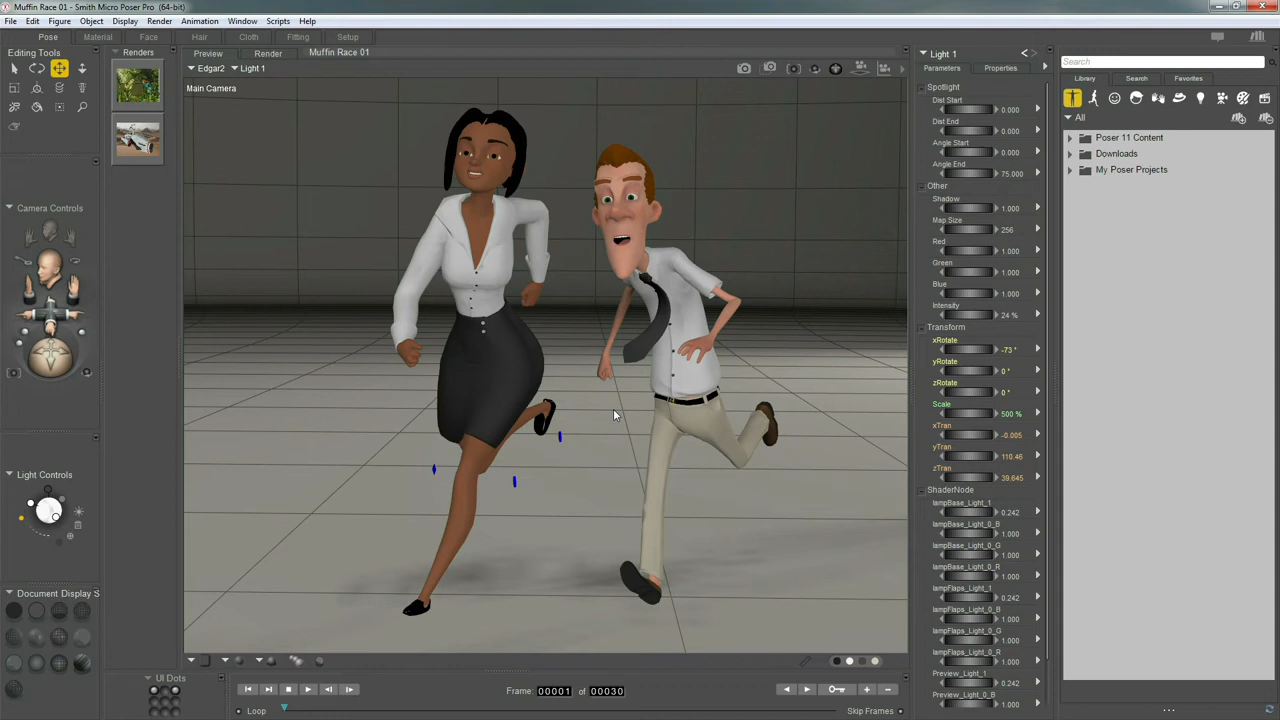 Muffin Race 01 - Smith Micro Poser Pro (64-bit)
File Edit Figure Object Display Render Animation Window Scripts Help
Pose Material Face Hair Cloth Fitting Setup
Editing Tools
Renders
Preview Render Muffin Race 01
Edgar2 Light 1
Main Camera
Camera Controls
Light Controls
Document Display S
UI Dots
Frame: 00001 of 00030
Loop
Skip Frames
Light 1
Parameters Properties
Spotlight
Dist Start
0.000
Dist End
0.000
Angle Start
0.000
Angle End
75.000
Other
Shadow
1.000
Map Size
256
Red
1.000
Green
1.000
Blue
1.000
Intensity
24 %
Transform
xRotate
-73 °
yRotate
0 °
zRotate
0 °
Scale
500 %
xTran
-0.005
yTran
110.46
zTran
39.645
ShaderNode
lampBase_Light_1
0.242
lampBase_Light_0_B
1.000
lampBase_Light_0_G
1.000
lampBase_Light_0_R
1.000
lampFlaps_Light_1
0.242
lampFlaps_Light_0_B
1.000
lampFlaps_Light_0_G
1.000
lampFlaps_Light_0_R
1.000
Preview_Light_1
0.242
Preview_Light_0_B
1.000
Search
Library Search Favorites
All
Poser 11 Content
Downloads
My Poser Projects